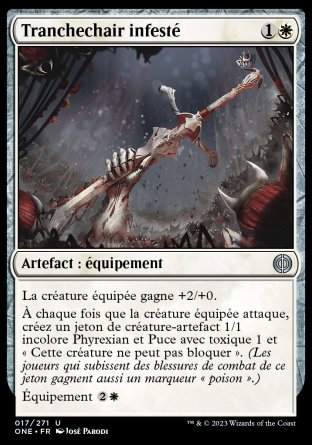 Tranchechair infesté 1
Artefact : équipement
La créature équipée gagne +2/+0.
À chaque fois que la créature équipée attaque,
créez un jeton de créature-artefact 1/1
incolore Phyrexian et Puce avec toxique 1 et
« Cette créature ne peut pas bloquer ». (Les
joueurs qui subissent des blessures de combat de ce
jeton gagnent aussi un marqueur « poison ».)
Équipement 2
017/271 U
ONE • FR José Parodi
™ & © 2023 Wizards of the Coast